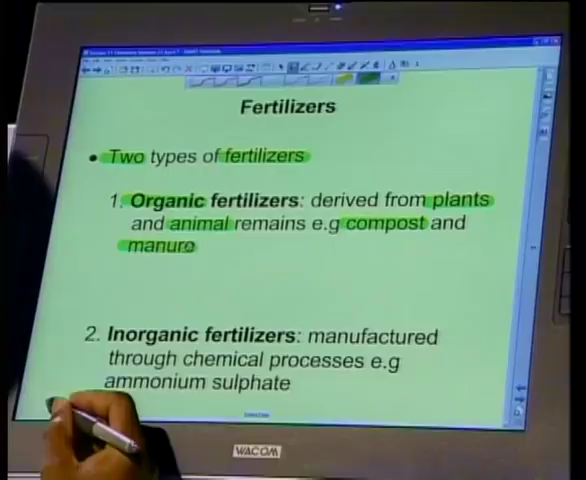 Fertilizers
• Two types of fertilizers
1. Organic fertilizers: derived from plants
and animal remains e.g compost and
manure
2. Inorganic fertilizers: manufactured
through chemical processes e.g
ammonium sulphate
WACOM